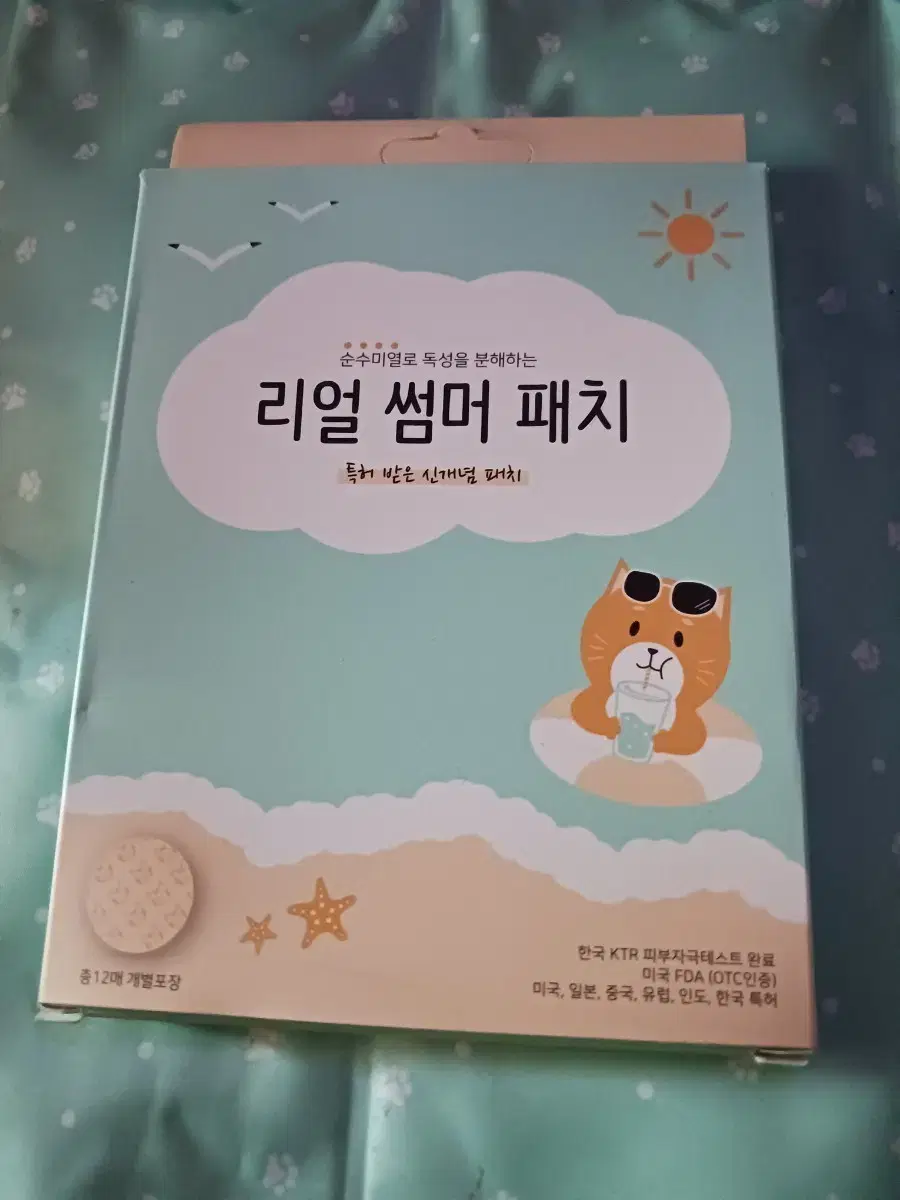 순수미열로 독성을 분해하는
리얼 썸머 패치
특허 받은 신개념 패치
총12매 개별포장
한국 KTR 피부자극테스트 완료
미국 FDA (OTC인증)
미국, 일본, 중국, 유럽, 인도, 한국 특허